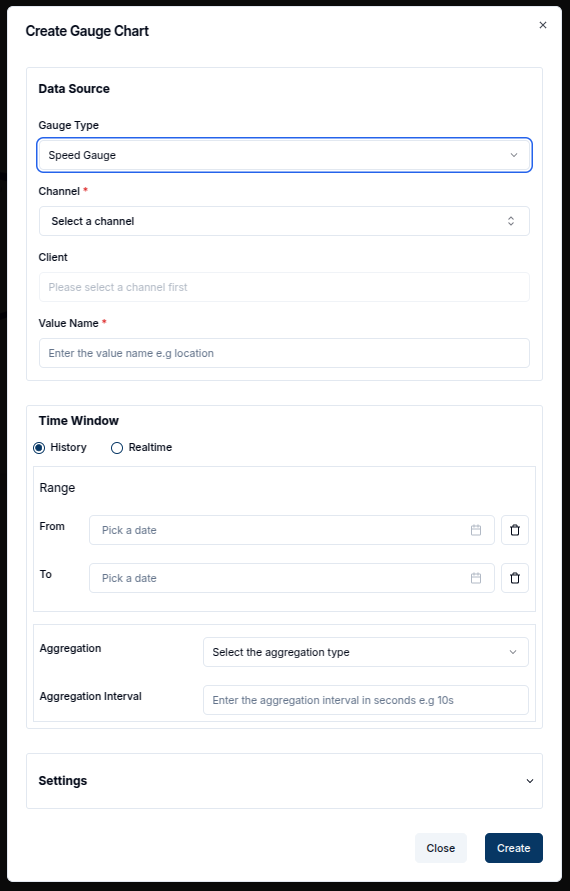 Create Gauge Chart
Data Source
Gauge Type
Speed Gauge
Channel *
Select a channel
Client
Please select a channel first
Value Name *
Enter the value name e.g location
Time Window
History Realtime
Range
From Pick a date
To Pick a date
Aggregation Select the aggregation type
Aggregation Interval Enter the aggregation interval in seconds e.g 10s
Settings
Close Create